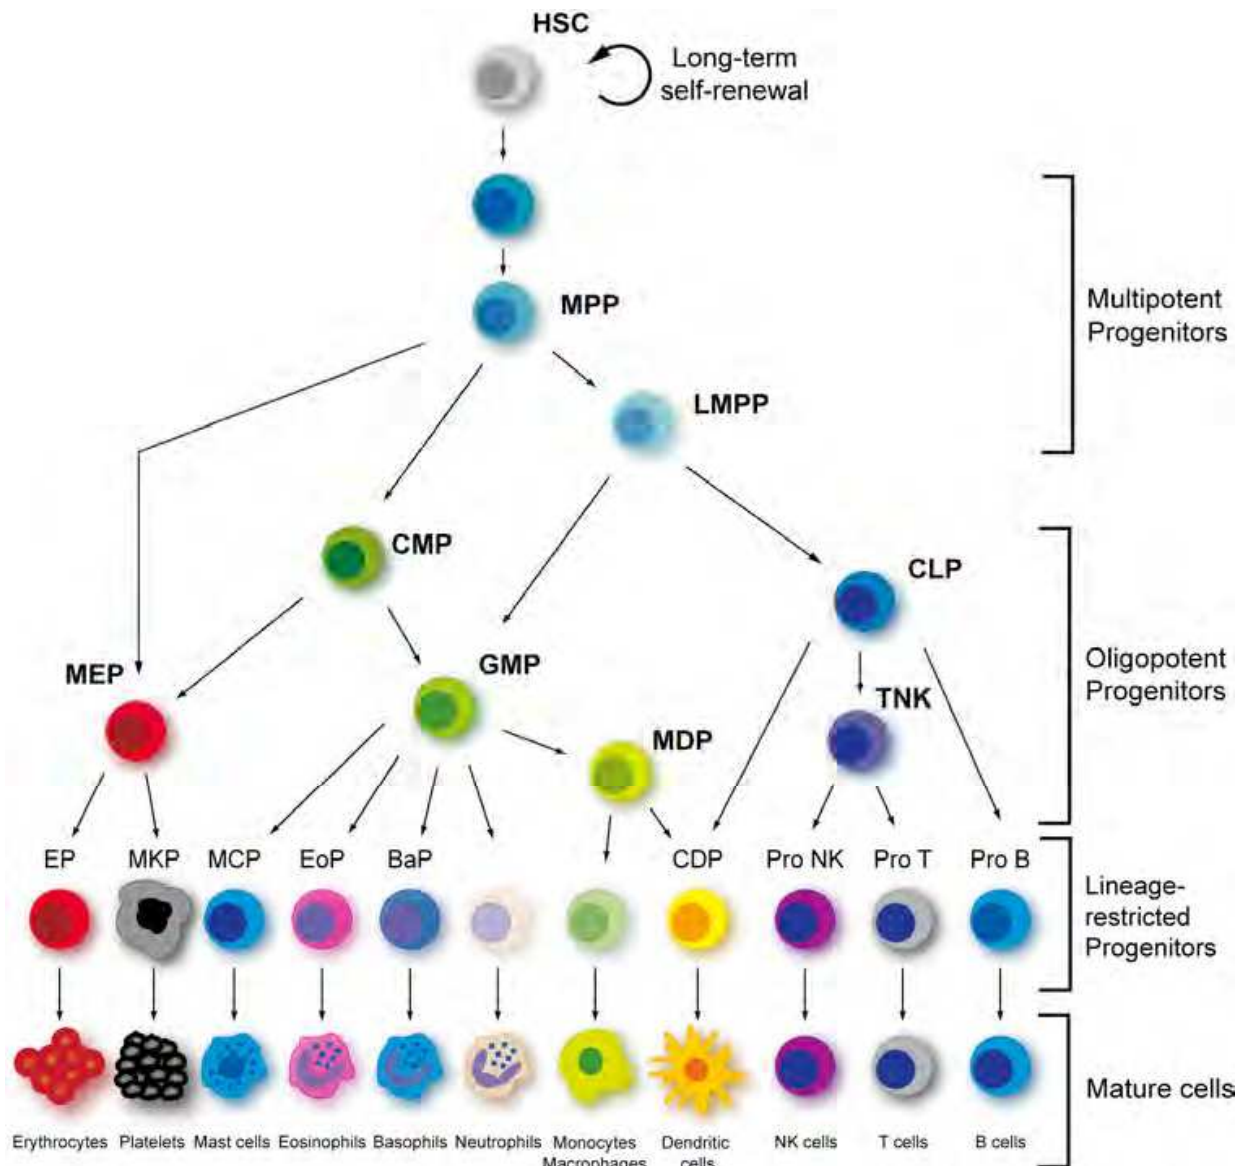 HSC
Long-term
self-renewal
MPP
Multipotent
Progenitors
LMPP
CMP
CLP
MEP
GMP
Oligopotent
Progenitors
TNK
MDP
EP MKP MCP EoP BaP CDP Pro NK Pro T Pro B
Lineage-
restricted
Progenitors
Mature cells
Erythrocytes Platelets Mast cells Eosinophils Basophils Neutrophils Monocytes Dendritic NK cells T cells B cells
Macrophages cells